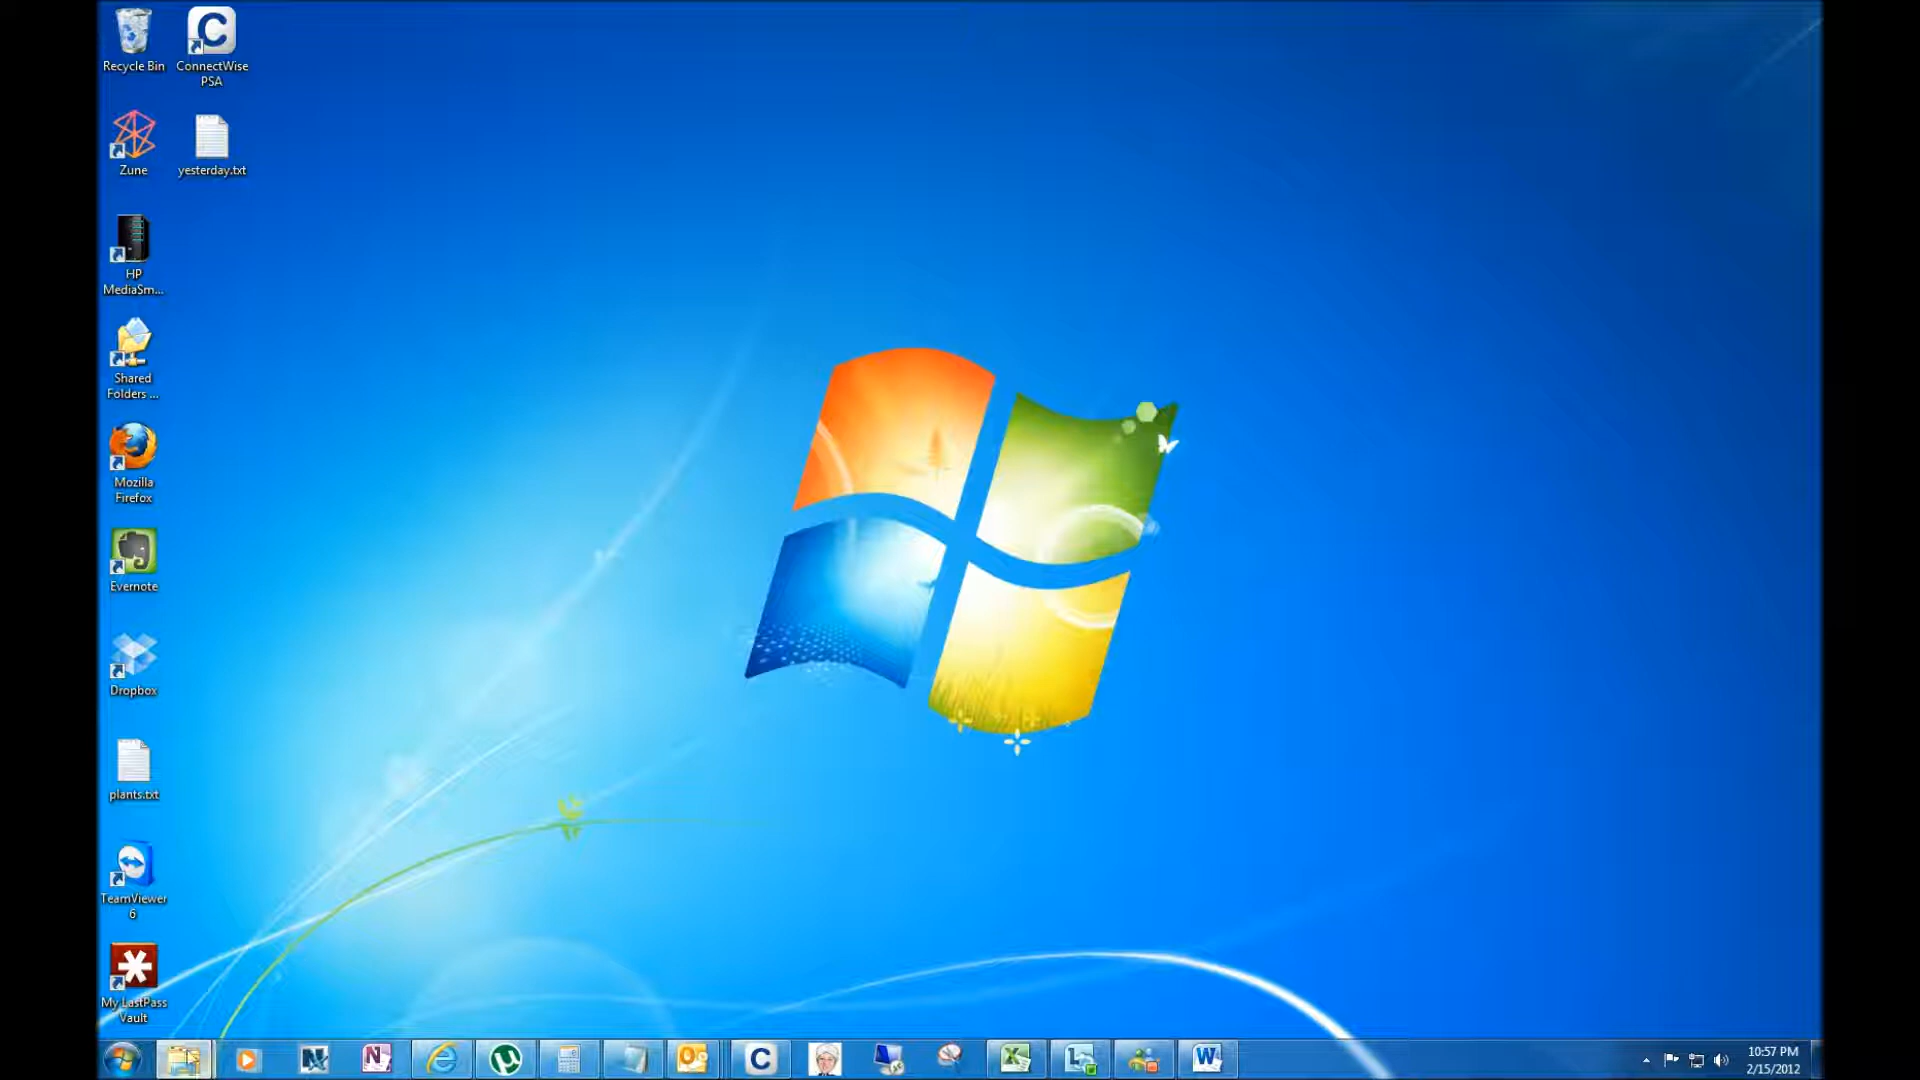 Recycle Bin
ConnectWise
PSA
Zune
yesterday.txt
HP
MediaSm...
Shared
Folders ...
Mozilla
Firefox
Evernote
Dropbox
plants.txt
TeamViewer
6
My LastPass
Vault
10:57 PM
2/15/2012